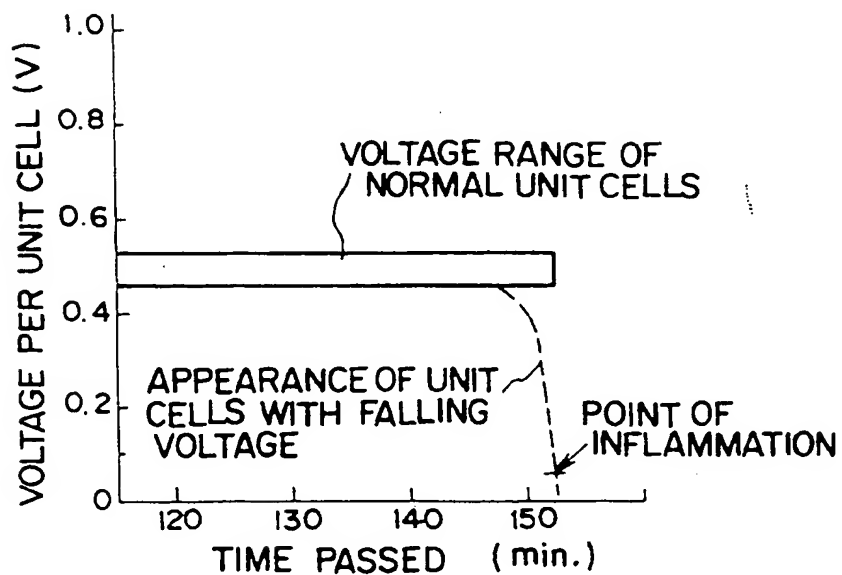 VOLTAGE PER UNIT CELL (V)
1.0
0.8
0.6
0.4
0.2
0
VOLTAGE RANGE OF
NORMAL UNIT CELLS
APPEARANCE OF UNIT
CELLS WITH FALLING
VOLTAGE
POINT OF
INFLAMMATION
120 130 140 150
TIME PASSED (min.)